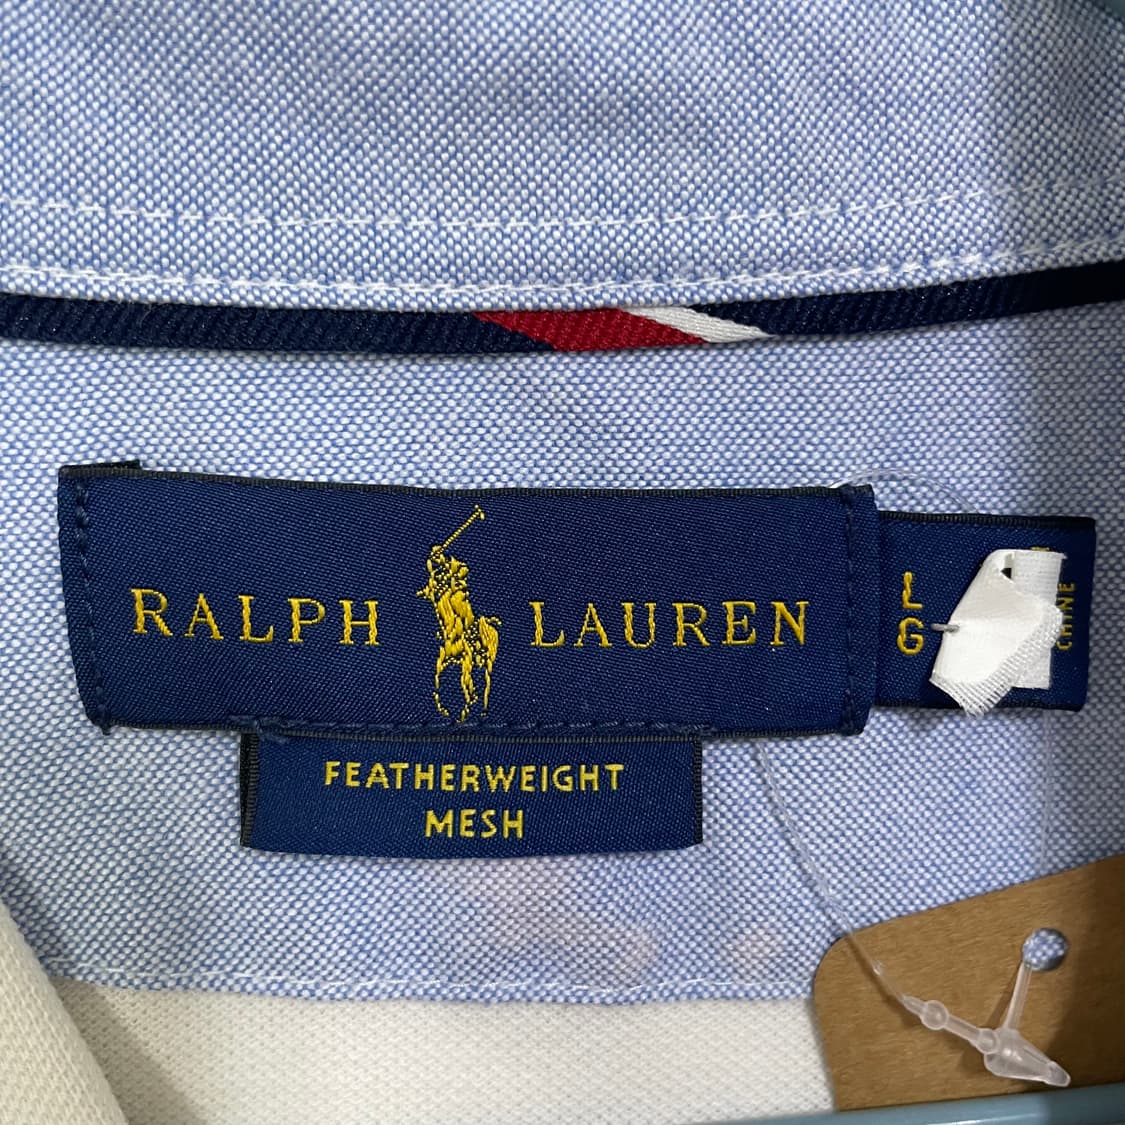 RALPH LAUREN
L
G
CHINE
FEATHERWEIGHT
MESH